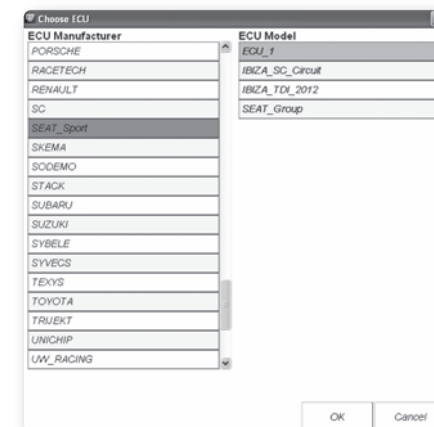 Choose ECU
ECU Manufacturer
PORSCHE
RACETECH
RENAULT
SC
SEAT_Sport
SKEMA
SODEMO
STACK
SUBARU
SUZUKI
SYBELE
SYVECS
TEXYS
TOYOTA
TRIJEKT
UNICHIP
UW_RACING
ECU Model
ECU_1
IBIZA_SC_Circuit
IBIZA_TDI_2012
SEAT_Group
OK
Cancel